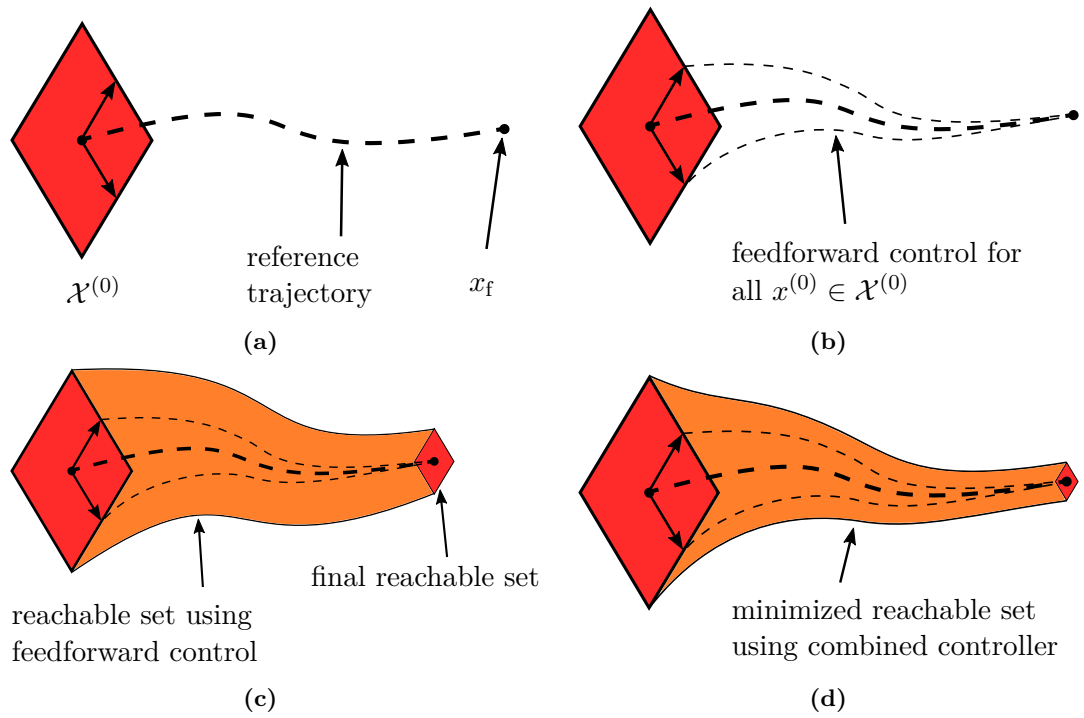 reference
trajectory
𝒳⁽⁰⁾
x_f
(a)
feedforward control for
all x⁽⁰⁾ ∈ 𝒳⁽⁰⁾
(b)
final reachable set
reachable set using
feedforward control
(c)
minimized reachable set
using combined controller
(d)